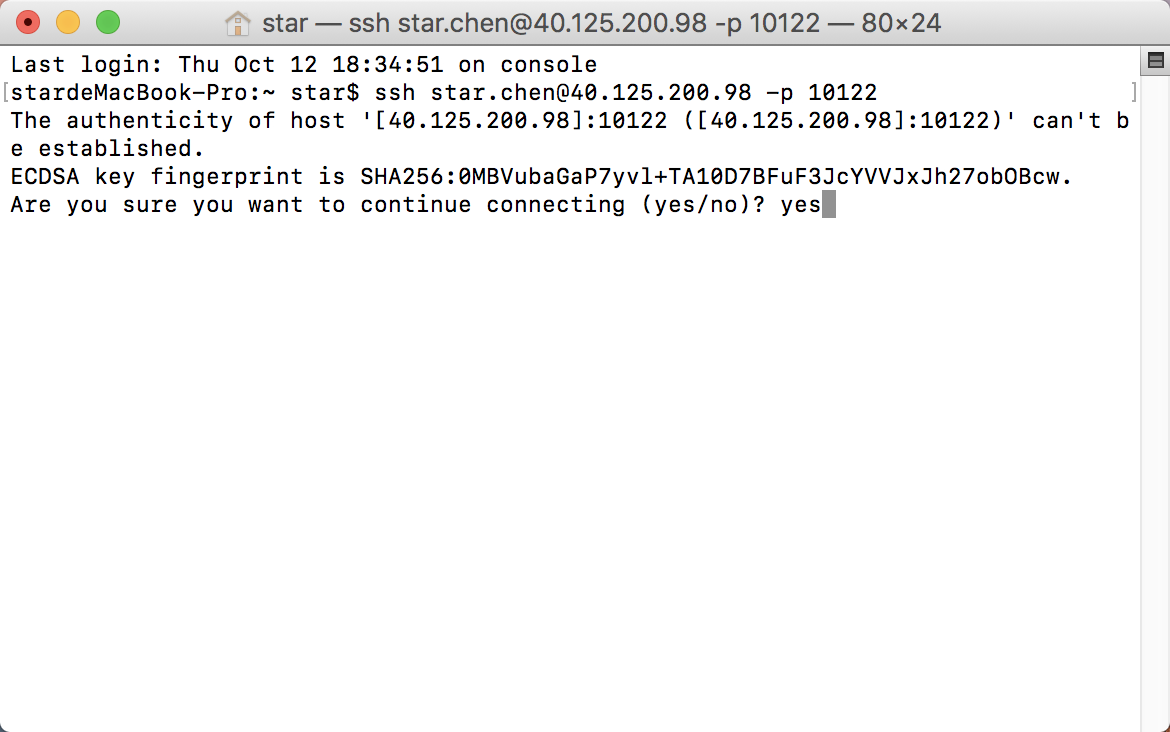 star — ssh star.chen@40.125.200.98 -p 10122 — 80×24
Last login: Thu Oct 12 18:34:51 on console
[stardeMacBook-Pro:~ star$ ssh star.chen@40.125.200.98 -p 10122 ]
The authenticity of host '[40.125.200.98]:10122 ([40.125.200.98]:10122)' can't b
e established.
ECDSA key fingerprint is SHA256:0MBVubaGaP7yvl+TA10D7BFuF3JcYVVJxJh27obOBcw.
Are you sure you want to continue connecting (yes/no)? yes